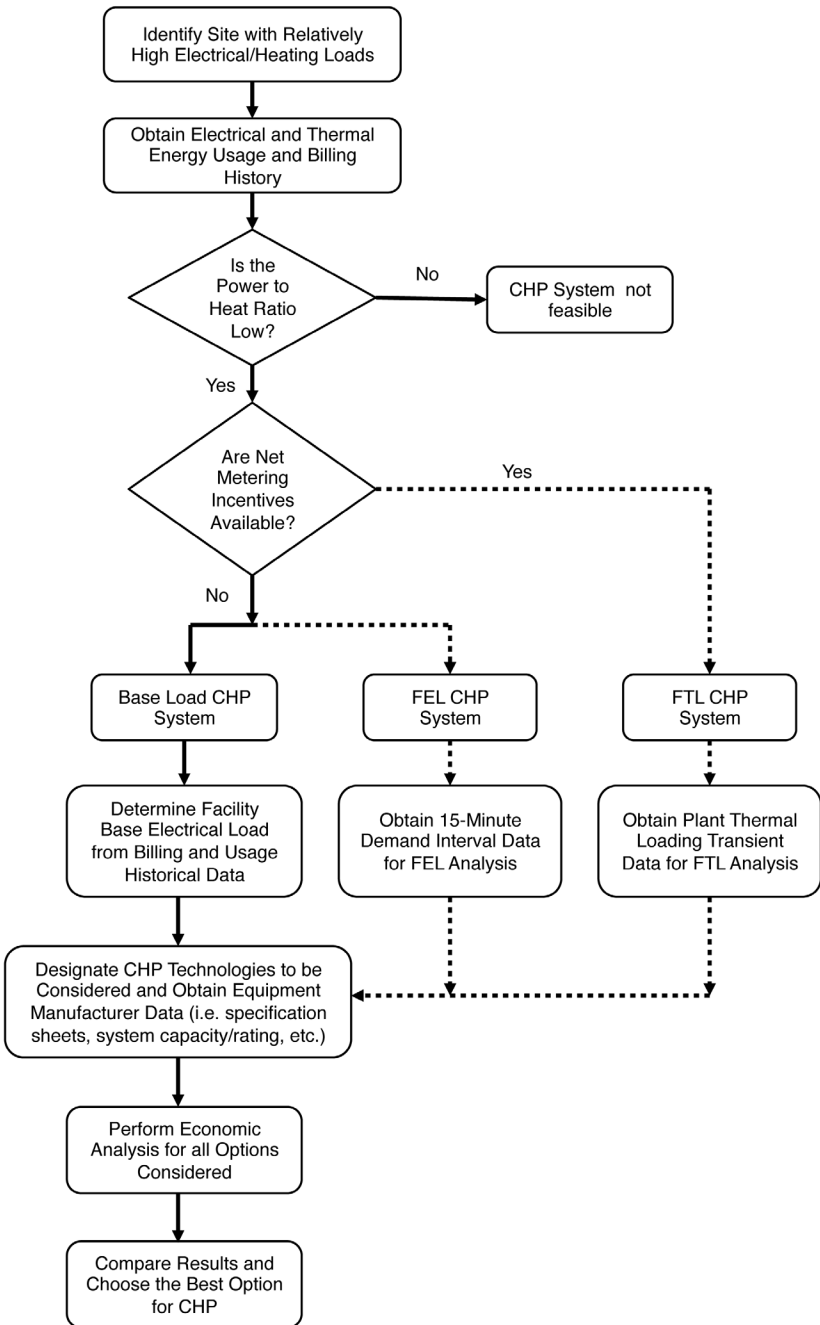 Identify Site with Relatively
High Electrical/Heating Loads
Obtain Electrical and Thermal
Energy Usage and Billing
History
Is the
Power to
Heat Ratio
Low?
No
CHP System not
feasible
Yes
Are Net
Metering
Incentives
Available?
Yes
No
Base Load CHP
System
FEL CHP
System
FTL CHP
System
Determine Facility
Base Electrical Load
from Billing and Usage
Historical Data
Obtain 15-Minute
Demand Interval Data
for FEL Analysis
Obtain Plant Thermal
Loading Transient
Data for FTL Analysis
Designate CHP Technologies to be
Considered and Obtain Equipment
Manufacturer Data (i.e. specification
sheets, system capacity/rating, etc.)
Perform Economic
Analysis for all Options
Considered
Compare Results and
Choose the Best Option
for CHP